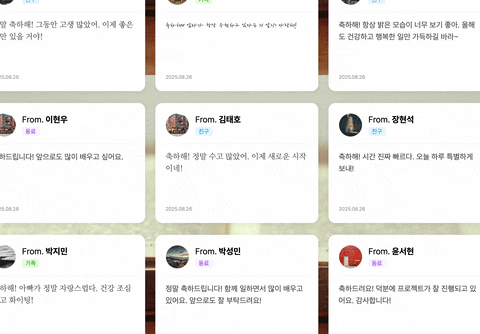 말 축하해! 그동안 고생 많았어. 이제 좋은
만 있을 거야!
2025.08.26
2025.08.26
축하해! 항상 밝은 모습이 너무 보기 좋아. 올해
도 건강하고 행복한 일만 가득하길 바라~
2025.08.26
From. 이현우
동료
하드립니다! 앞으로도 많이 배우고 싶어요.
2025.08.26
From. 김태호
친구
축하해! 정말 수고 많았어. 이제 새로운 시작
이네!
2025.08.26
From. 장현석
친구
축하해! 시간 진짜 빠르다. 오늘 하루 특별하게
보내!
2025.08.26
From. 박지민
가족
하해! 아빠가 정말 자랑스럽다. 건강 조심
고 화이팅!
From. 박성민
동료
정말 축하드립니다! 함께 일하면서 많이 배우고
있어요. 앞으로도 잘 부탁드려요!
From. 윤서현
동료
축하드려요! 덕분에 프로젝트가 잘 진행되고 있
어요. 감사합니다!